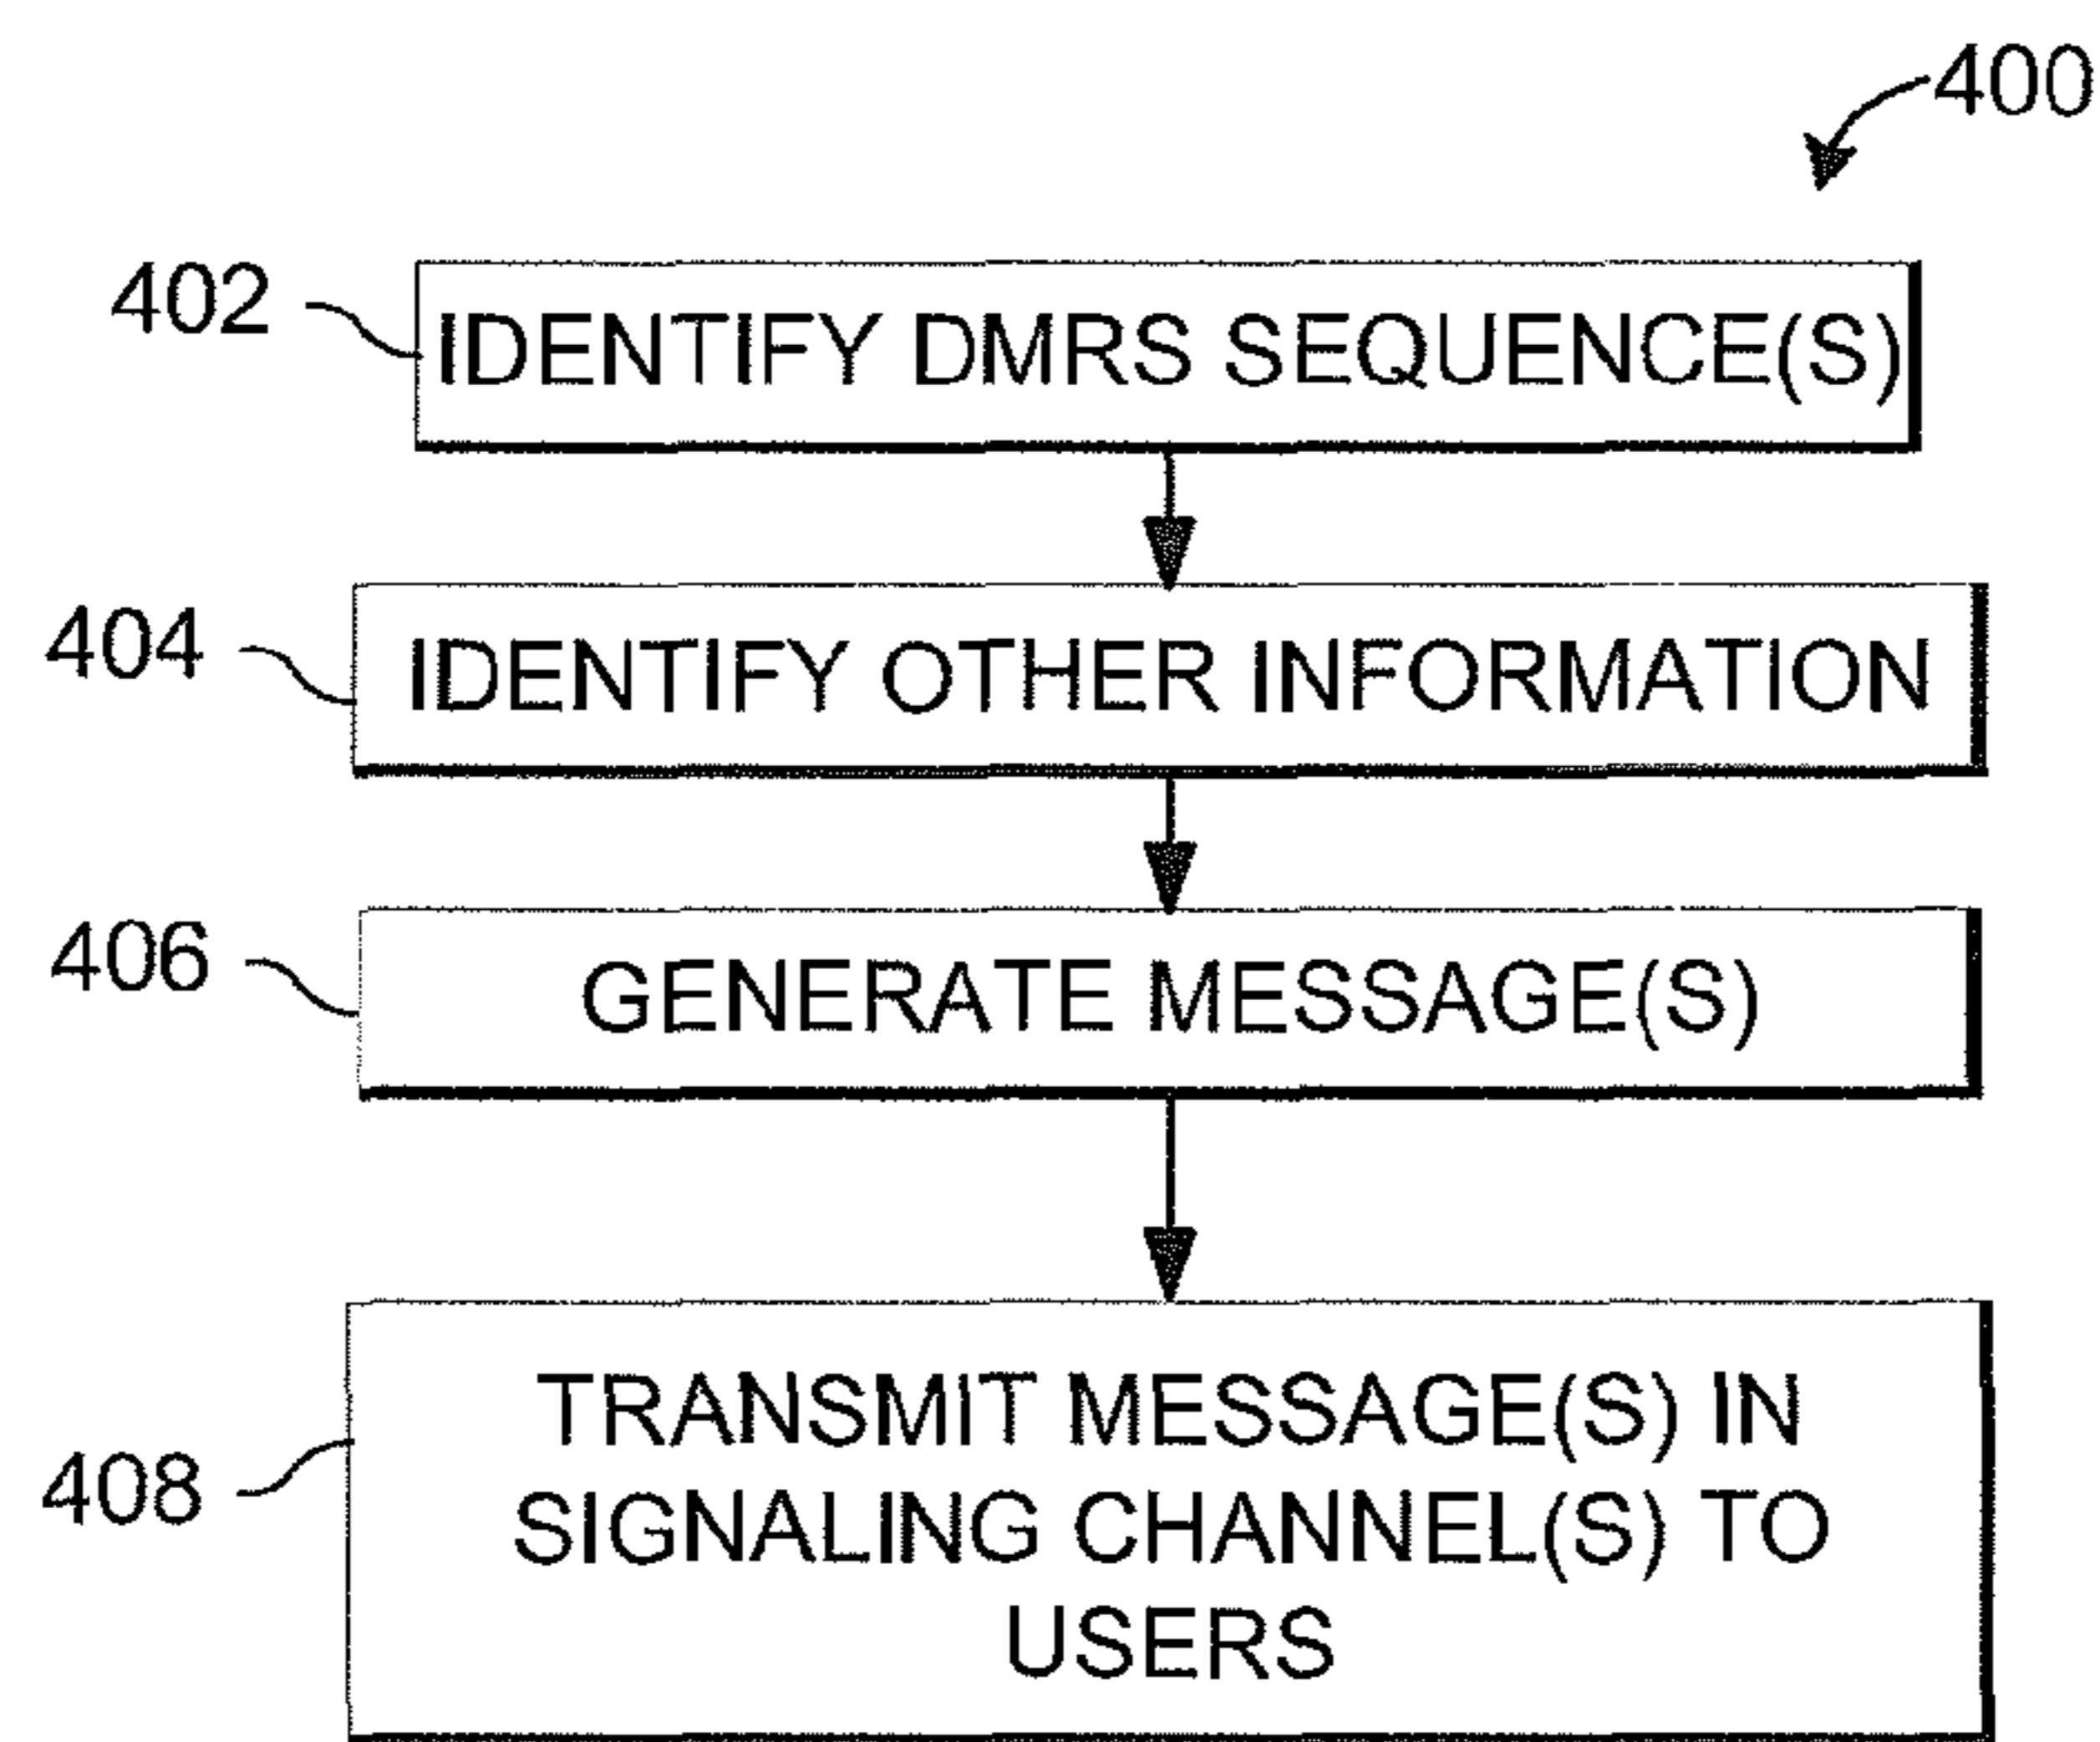 400
402
IDENTIFY DMRS SEQUENCE(S)
404
IDENTIFY OTHER INFORMATION
406
GENERATE MESSAGE(S)
408
TRANSMIT MESSAGE(S) IN
SIGNALING CHANNEL(S) TO
USERS